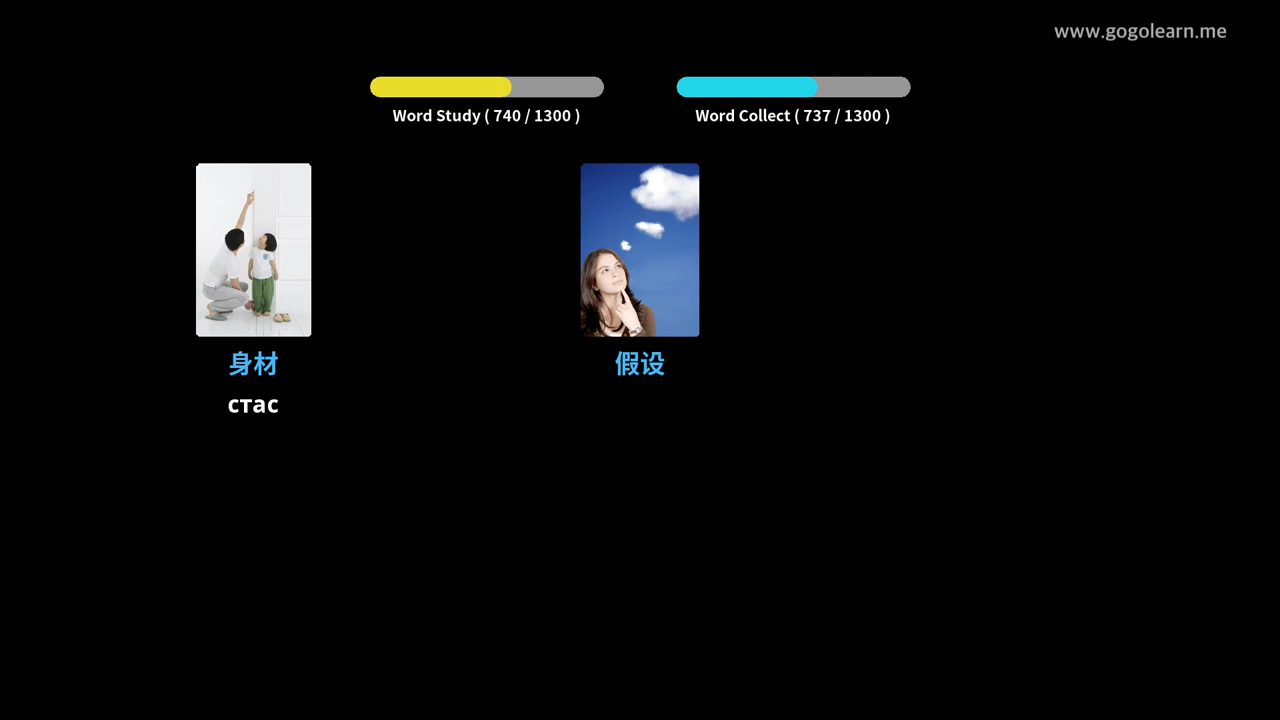 www.gogolearn.me
Word Study ( 740 / 1300 )
Word Collect ( 737 / 1300 )
身材
假设
стас